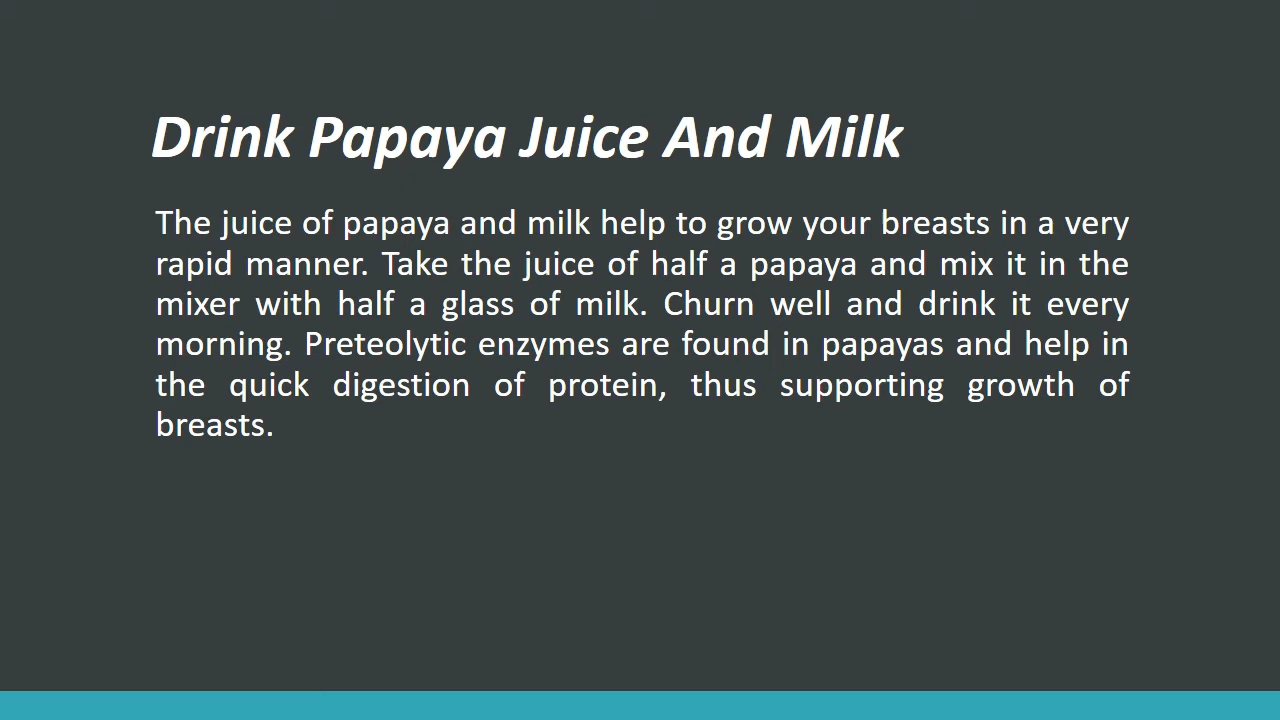 Drink Papaya Juice And Milk
The juice of papaya and milk help to grow your breasts in a very
rapid manner. Take the juice of half a papaya and mix it in the
mixer with half a glass of milk. Churn well and drink it every
morning. Preteolytic enzymes are found in papayas and help in
the quick digestion of protein, thus supporting growth of
breasts.